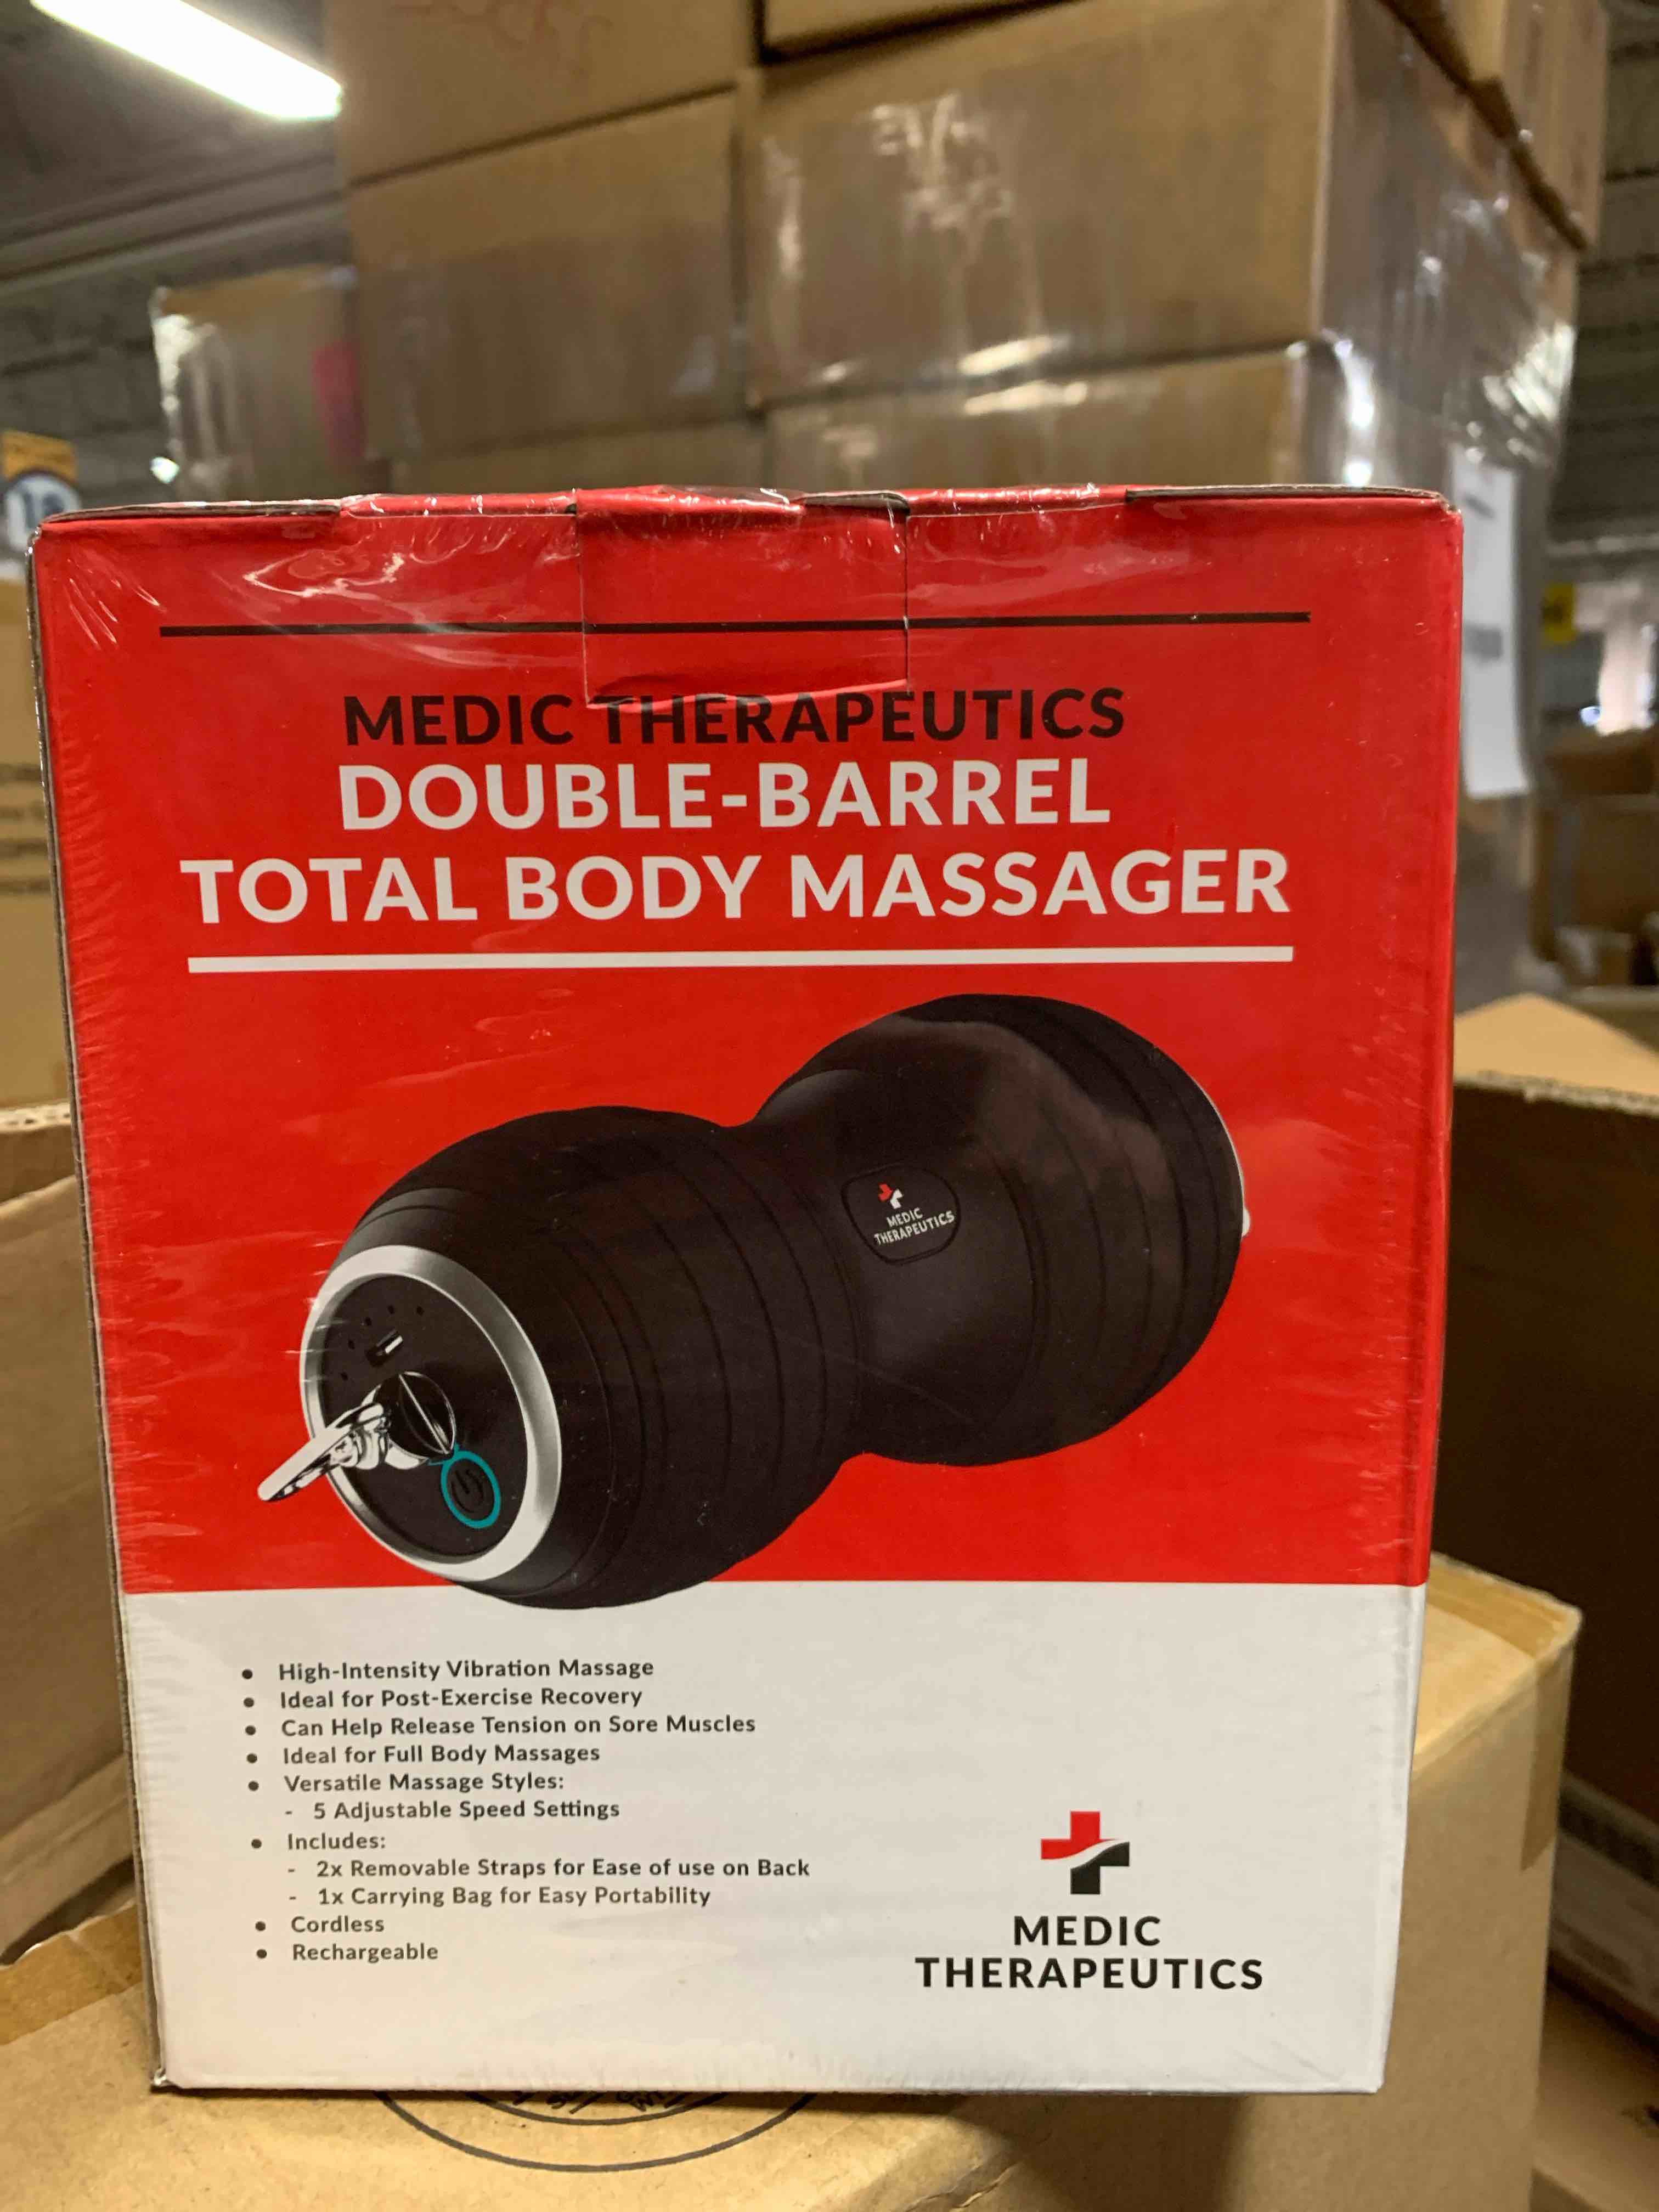 MEDIC THERAPEUTICS
DOUBLE-BARREL
TOTAL BODY MASSAGER
MEDIC
THERAPEUTICS
• High-Intensity Vibration Massage
• Ideal for Post-Exercise Recovery
• Can Help Release Tension on Sore Muscles
• Ideal for Full Body Massages
• Versatile Massage Styles:
- 5 Adjustable Speed Settings
• Includes:
- 2x Removable Straps for Ease of use on Back
- 1x Carrying Bag for Easy Portability
• Cordless
• Rechargeable
MEDIC
THERAPEUTICS